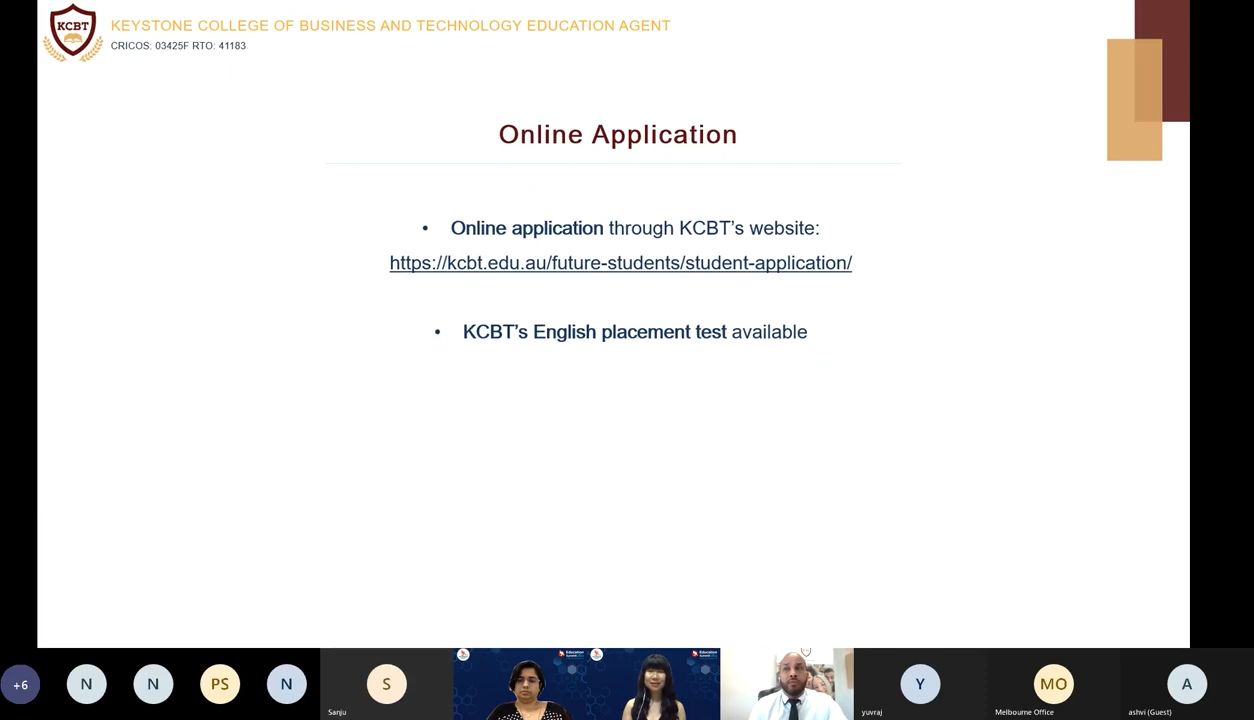 KCBT
KEYSTONE COLLEGE OF BUSINESS AND TECHNOLOGY EDUCATION AGENT
CRICOS: 03425F RTO: 41183
Online Application
• Online application through KCBT's website:
https://kcbt.edu.au/future-students/student-application/
• KCBT's English placement test available
+6
N
N
PS
N
S
Sanju
Education
Education
Y
yuvraj
MO
Melbourne Office
A
ashvi (Guest)